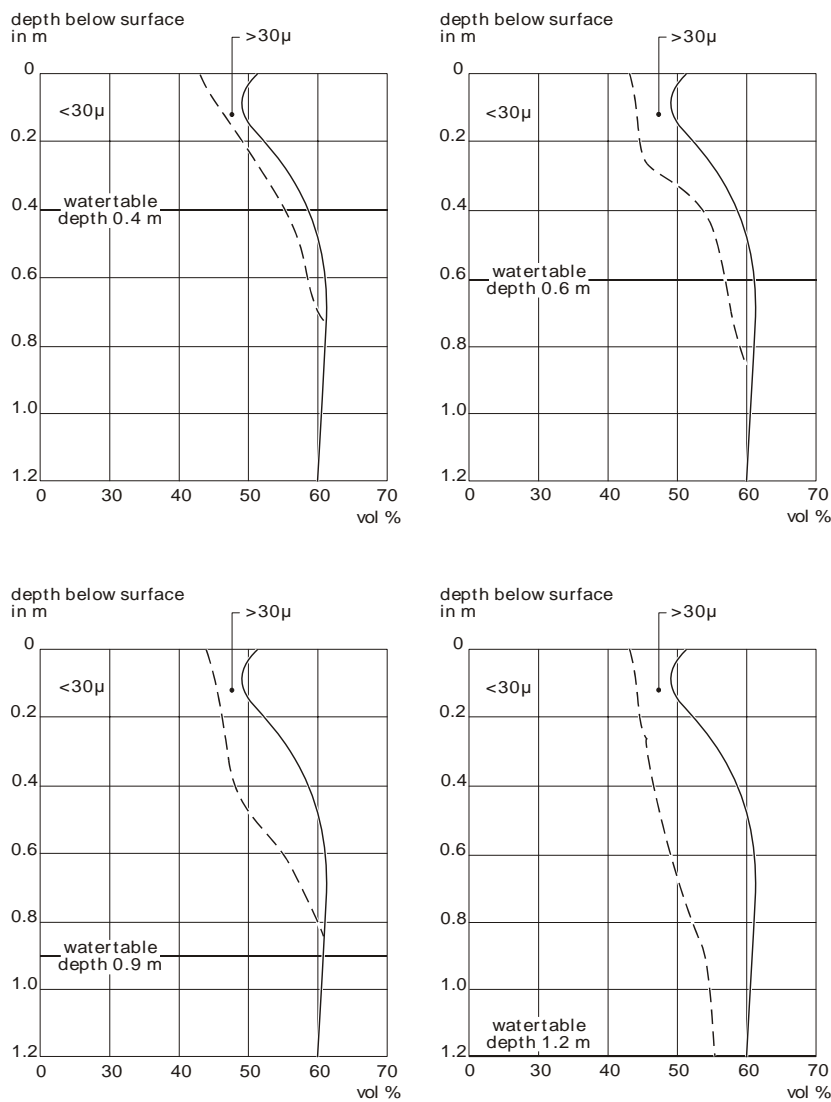 depth below surface
in m
>30µ
0
<30µ
0.2
watertable
0.4
depth 0.4 m
0.6
0.8
1.0
1.2
0 30 40 50 60 70
vol %
depth below surface
in m
>30µ
0
<30µ
0.2
0.4
watertable
0.6
depth 0.6 m
0.8
1.0
1.2
0 30 40 50 60 70
vol %
depth below surface
in m
>30µ
0
<30µ
0.2
0.4
0.6
0.8
watertable
depth 0.9 m
1.0
1.2
0 30 40 50 60 70
vol %
depth below surface
in m
>30µ
0
<30µ
0.2
0.4
0.6
0.8
1.0
watertable
depth 1.2 m
1.2
0 30 40 50 60 70
vol %